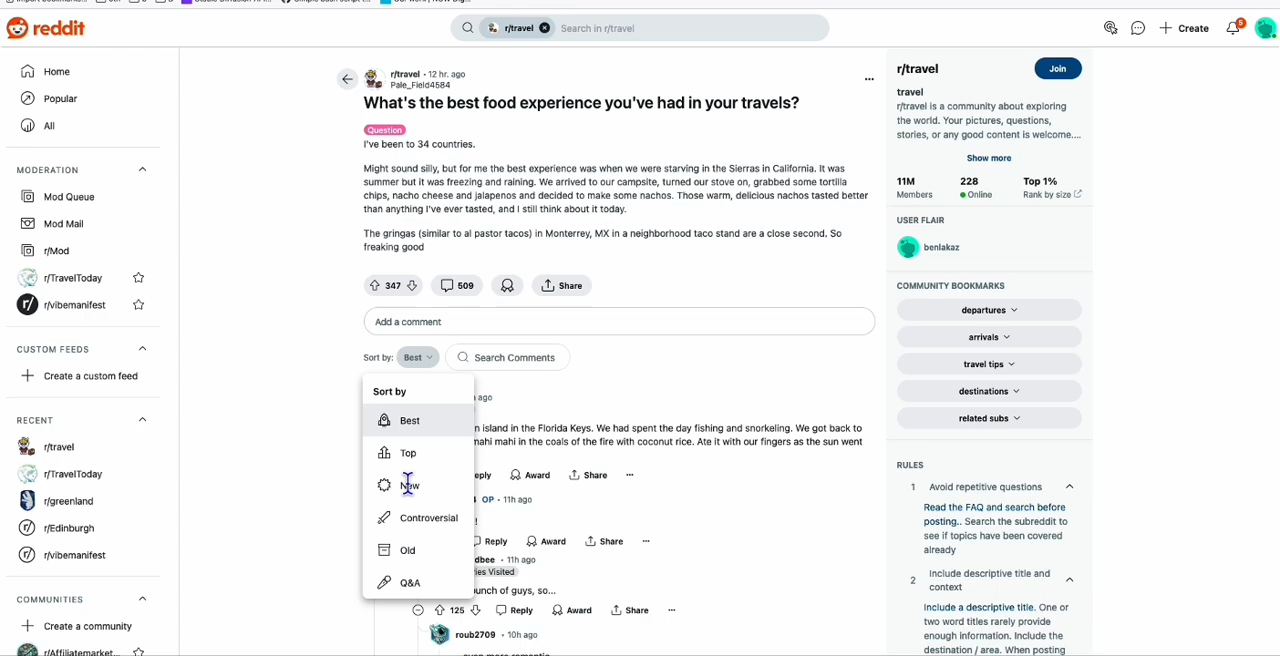 reddit
r/travel
Search in r/travel
Create
5
Home
Popular
All
MODERATION
Mod Queue
Mod Mail
r/Mod
r/TravelToday
r/vibemanifest
CUSTOM FEEDS
Create a custom feed
RECENT
r/travel
r/TravelToday
r/greenland
r/Edinburgh
r/vibemanifest
COMMUNITIES
Create a community
r/Affiliatemarket...
r/travel • 12 hr. ago
Pale_Field4584
What's the best food experience you've had in your travels?
Question
I've been to 34 countries.
Might sound silly, but for me the best experience was when we were starving in the Sierras in California. It was
summer but it was freezing and raining. We arrived to our campsite, turned our stove on, grabbed some tortilla
chips, nacho cheese and jalapenos and decided to make some nachos. Those warm, delicious nachos tasted better
than anything I've ever tasted, and I still think about it today.
The gringas (similar to al pastor tacos) in Monterrey, MX in a neighborhood taco stand are a close second. So
freaking good
347
509
Share
Add a comment
Sort by: Best
Search Comments
Sort by
Best
Top
New
Controversial
Old
Q&A
ago
island in the Florida Keys. We had spent the day fishing and snorkeling. We got back to
mahi mahi in the coals of the fire with coconut rice. Ate it with our fingers as the sun went
eply Award Share
OP • 11h ago
!
Reply Award Share
dbee • 11h ago
ies Visited
bunch of guys, so...
125 Reply Award Share
roub2709 • 10h ago
even more romantic
r/travel
Join
travel
r/travel is a community about exploring
the world. Your pictures, questions,
stories, or any good content is welcome....
Show more
11M 228 Top 1%
Members Online Rank by size
USER FLAIR
benlakaz
COMMUNITY BOOKMARKS
departures
arrivals
travel tips
destinations
related subs
RULES
1 Avoid repetitive questions
Read the FAQ and search before
posting.. Search the subreddit to
see if topics have been covered
already
2 Include descriptive title and
context
Include a descriptive title. One or
two word titles rarely provide
enough information. Include the
destination / area. When posting